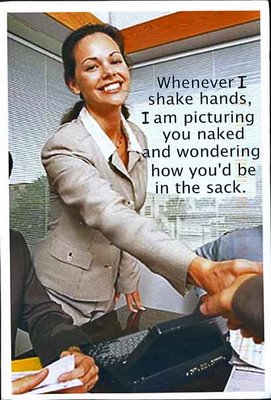 Whenever I
shake hands,
I am picturing
you naked
and wondering
how you'd be
in the sack.